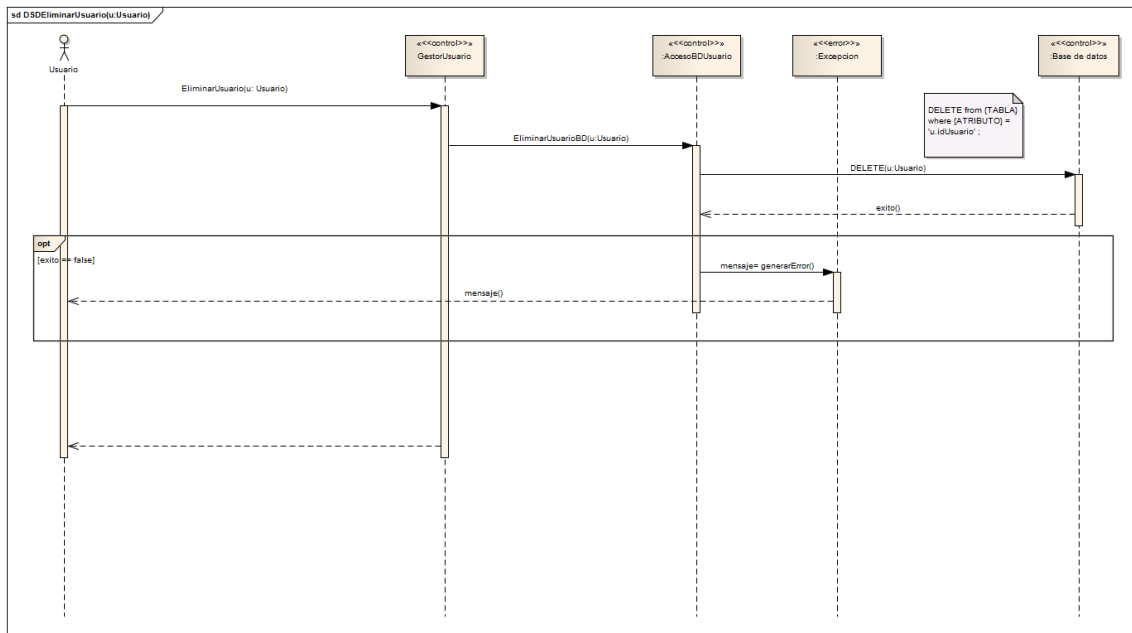 sd DSDEliminarUsuario(u:Usuario)
Usuario
«<<control>>»
GestorUsuario
«<<control>>»
:AccesoBDUsuario
«<<error>>»
:Excepcion
«<<control>>»
:Base de datos
EliminarUsuario(u: Usuario)
DELETE from {TABLA}
where {ATRIBUTO} =
'u.idUsuario' ;
EliminarUsuarioBD(u:Usuario)
DELETE(u:Usuario)
exito()
opt
[exito == false]
mensaje= generarError()
mensaje()